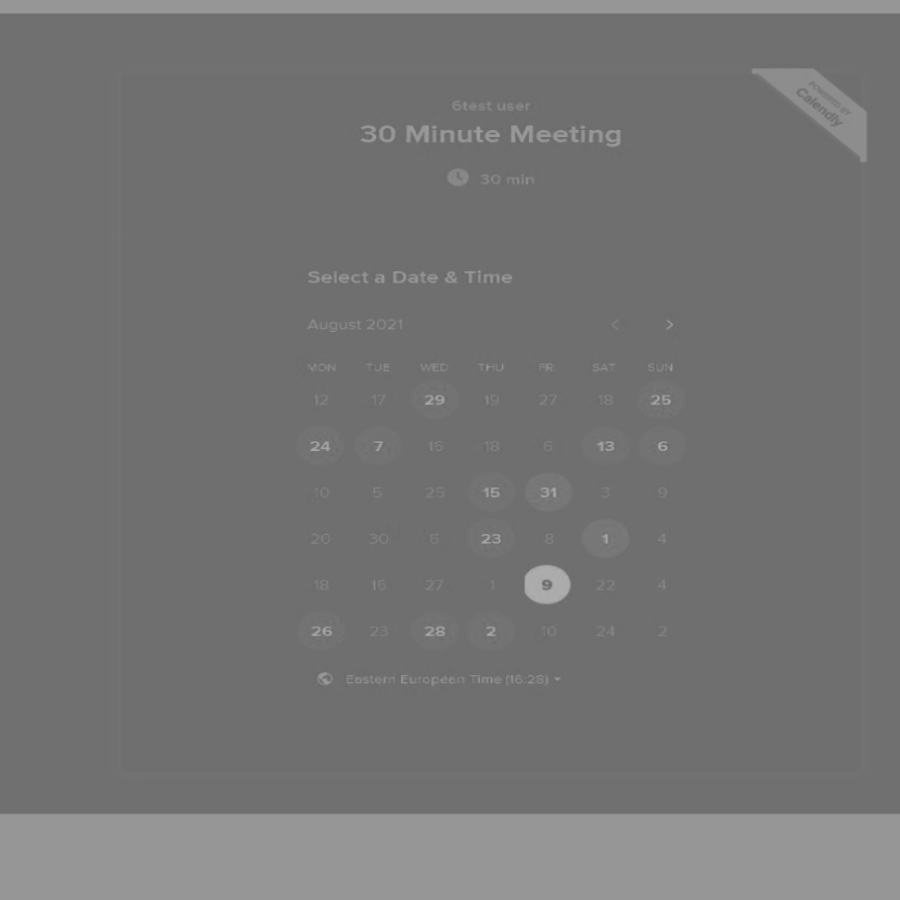 POWERED BY
Calendly
6test user
30 Minute Meeting
30 min
Select a Date & Time
August 2021
MON TUE WED THU FRI SAT SUN
12 17 29 19 27 18 25
24 7 16 18 6 13 6
10 5 25 15 31 3 9
20 30 6 23 8 1 4
18 15 27 1 9 22 4
26 23 28 2 10 24 2
Eastern European Time (16:28)